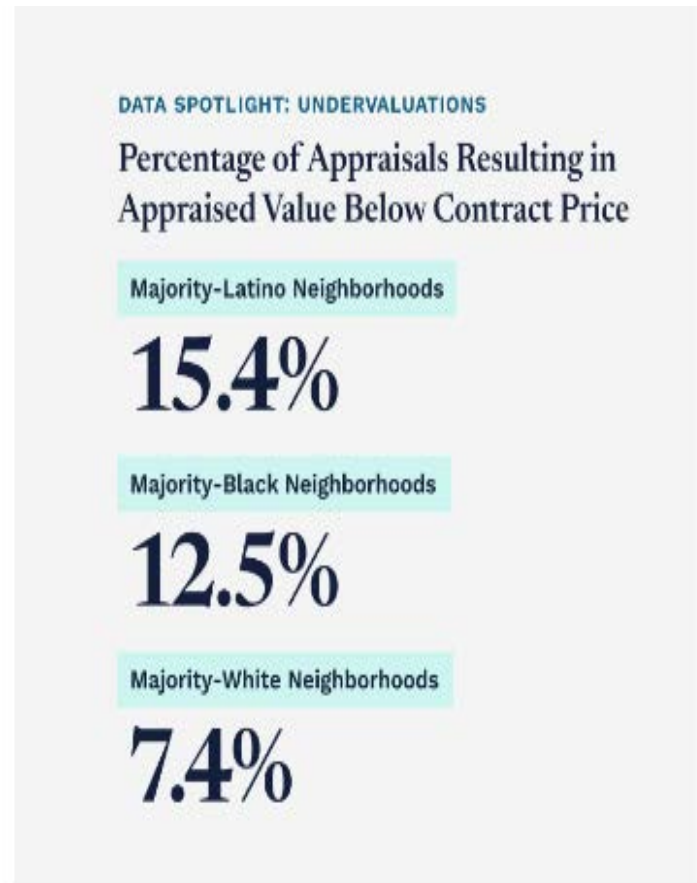 DATA SPOTLIGHT: UNDERVALUATIONS
Percentage of Appraisals Resulting in
Appraised Value Below Contract Price
Majority-Latino Neighborhoods
15.4%
Majority-Black Neighborhoods
12.5%
Majority-White Neighborhoods
7.4%